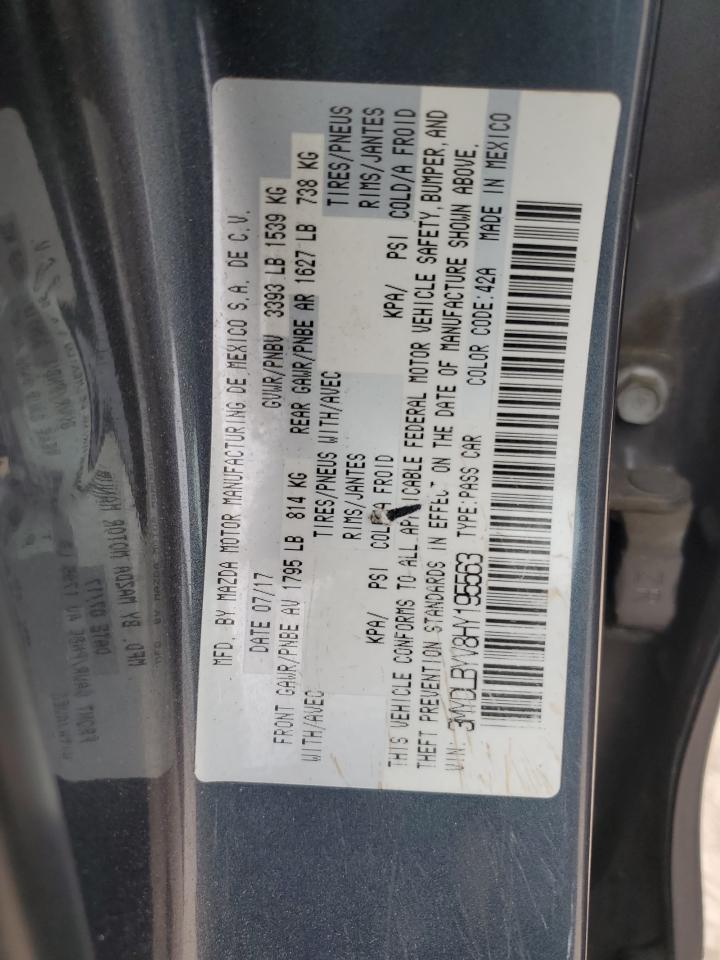 MFD. BY MAZDA MOTOR MANUFACTURING DE MEXICO S.A. DE C.V.
DATE 07/17 GVWR/PNBV 3393 LB 1539 KG
FRONT GAWR/PNBE AV 1795 LB 814 KG REAR GAWR/PNBE AR 1627 LB 738 KG
WITH/AVEC TIRES/PNEUS WITH/AVEC TIRES/PNEUS
RIMS/JANTES RIMS/JANTES
KPA/ PSI COLD/A FROID KPA/ PSI COLD/A FROID
THIS VEHICLE CONFORMS TO ALL APPLICABLE FEDERAL MOTOR VEHICLE SAFETY, BUMPER, AND
THEFT PREVENTION STANDARDS IN EFFECT ON THE DATE OF MANUFACTURE SHOWN ABOVE.
VIN: 3MYDLBYV8HY195563 TYPE:PASS CAR COLOR CODE:42A MADE IN MEXICO